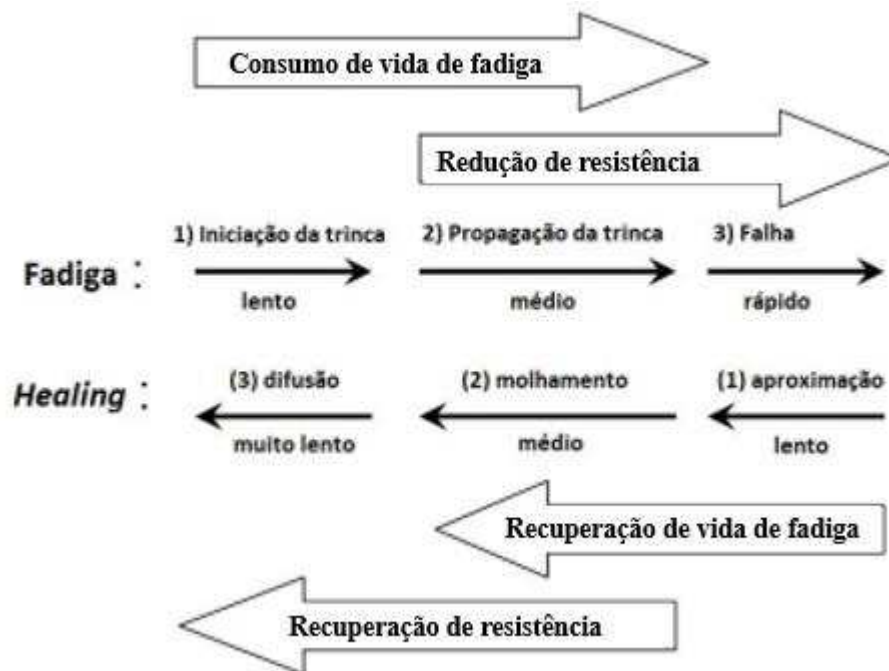 Consumo de vida de fadiga
Redução de resistência
1) Iniciação da trinca 2) Propagação da trinca 3) Falha
Fadiga :
lento médio rápido
(3) difusão (2) molhamento (1) aproximação
Healing :
muito lento médio lento
Recuperação de vida de fadiga
Recuperação de resistência